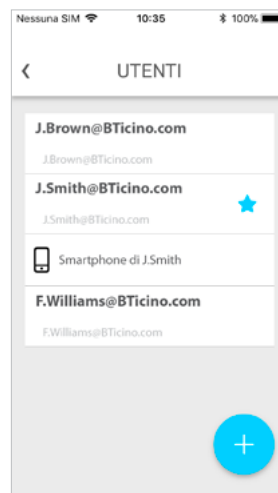 Nessuna SIM 10:35 100%
UTENTI
J.Brown@BTicino.com
J.Brown@BTicino.com
J.Smith@BTicino.com
J.Smith@BTicino.com
Smartphone di J.Smith
F.Williams@BTicino.com
F.Williams@BTicino.com